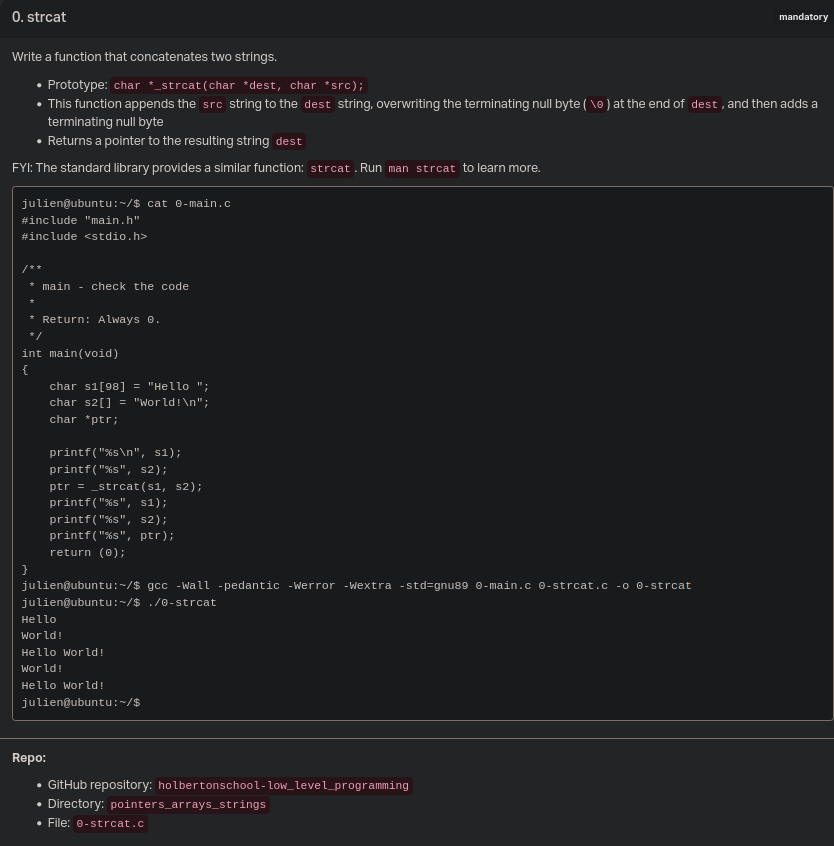 0. strcat
mandatory
Write a function that concatenates two strings.
• Prototype: char *_strcat(char *dest, char *src);
• This function appends the src string to the dest string, overwriting the terminating null byte (\0) at the end of dest, and then adds a
terminating null byte
• Returns a pointer to the resulting string dest
FYI: The standard library provides a similar function: strcat. Run man strcat to learn more.
julien@ubuntu:~/$ cat 0-main.c
#include "main.h"
#include <stdio.h>

/**
 * main - check the code
 *
 * Return: Always 0.
 */
int main(void)
{
    char s1[98] = "Hello ";
    char s2[] = "World!\n";
    char *ptr;

    printf("%s\n", s1);
    printf("%s", s2);
    ptr = _strcat(s1, s2);
    printf("%s", s1);
    printf("%s", s2);
    printf("%s", ptr);
    return (0);
}
julien@ubuntu:~/$ gcc -Wall -pedantic -Werror -Wextra -std=gnu89 0-main.c 0-strcat.c -o 0-strcat
julien@ubuntu:~/$ ./0-strcat
Hello
World!
Hello World!
World!
Hello World!
julien@ubuntu:~/$
Repo:
• GitHub repository: holbertonschool-low_level_programming
• Directory: pointers_arrays_strings
• File: 0-strcat.c